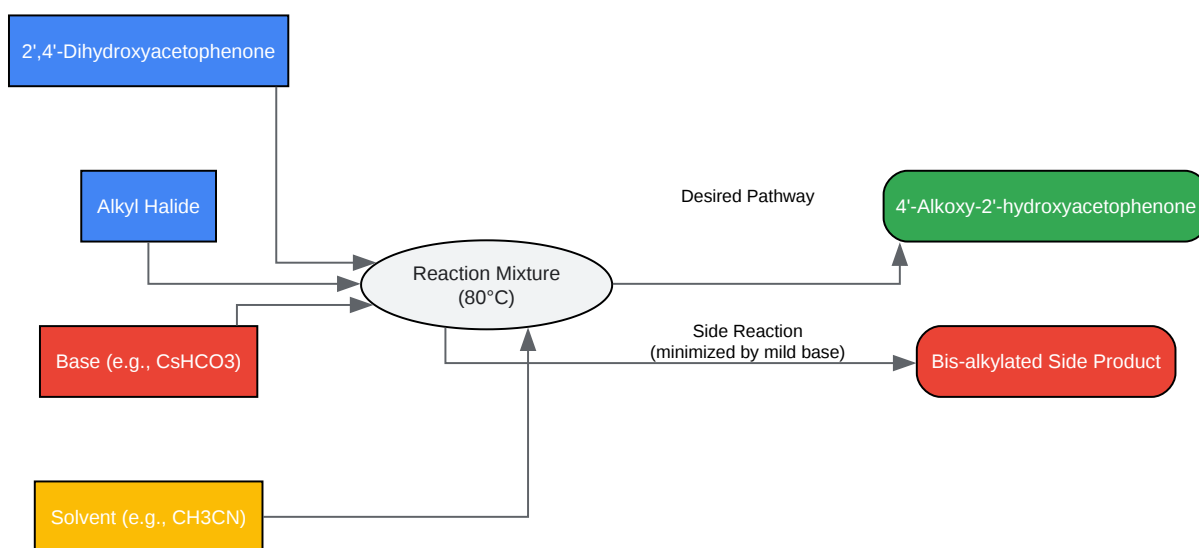 2',4'-Dihydroxyacetophenone
Alkyl Halide
Desired Pathway
4'-Alkoxy-2'-hydroxyacetophenone
Reaction Mixture
(80°C)
Side Reaction
(minimized by mild base)
Base (e.g., CsHCO3)
Bis-alkylated Side Product
Solvent (e.g., CH3CN)